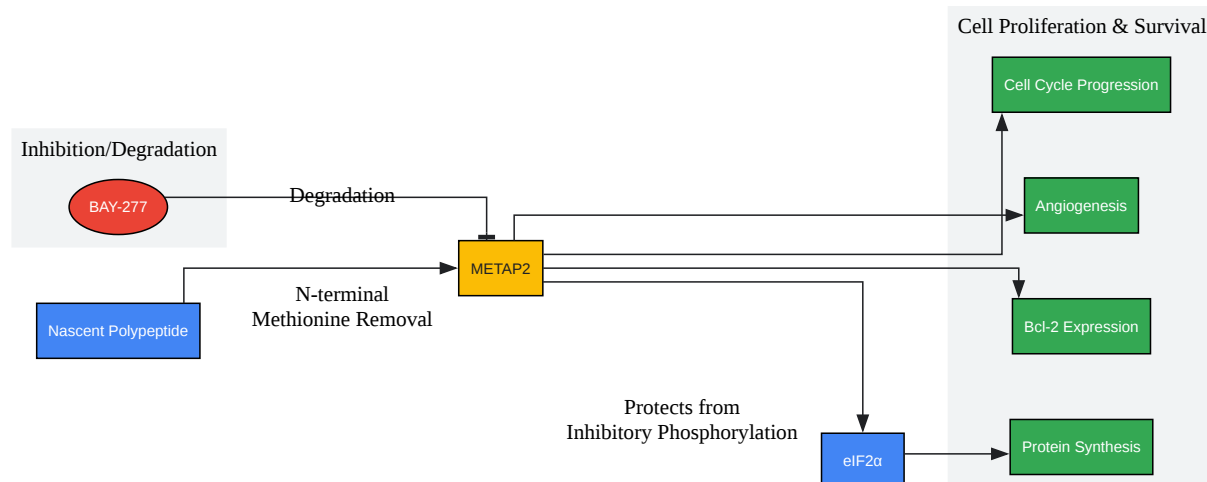 Cell Proliferation & Survival
Cell Cycle Progression
Inhibition/Degradation
Degradation
BAY-277
Angiogenesis
METAP2
N-terminal
Methionine Removal
Nascent Polypeptide
Bcl-2 Expression
Protects from
Inhibitory Phosphorylation
eIF2α
Protein Synthesis